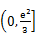 (0, e²/3]